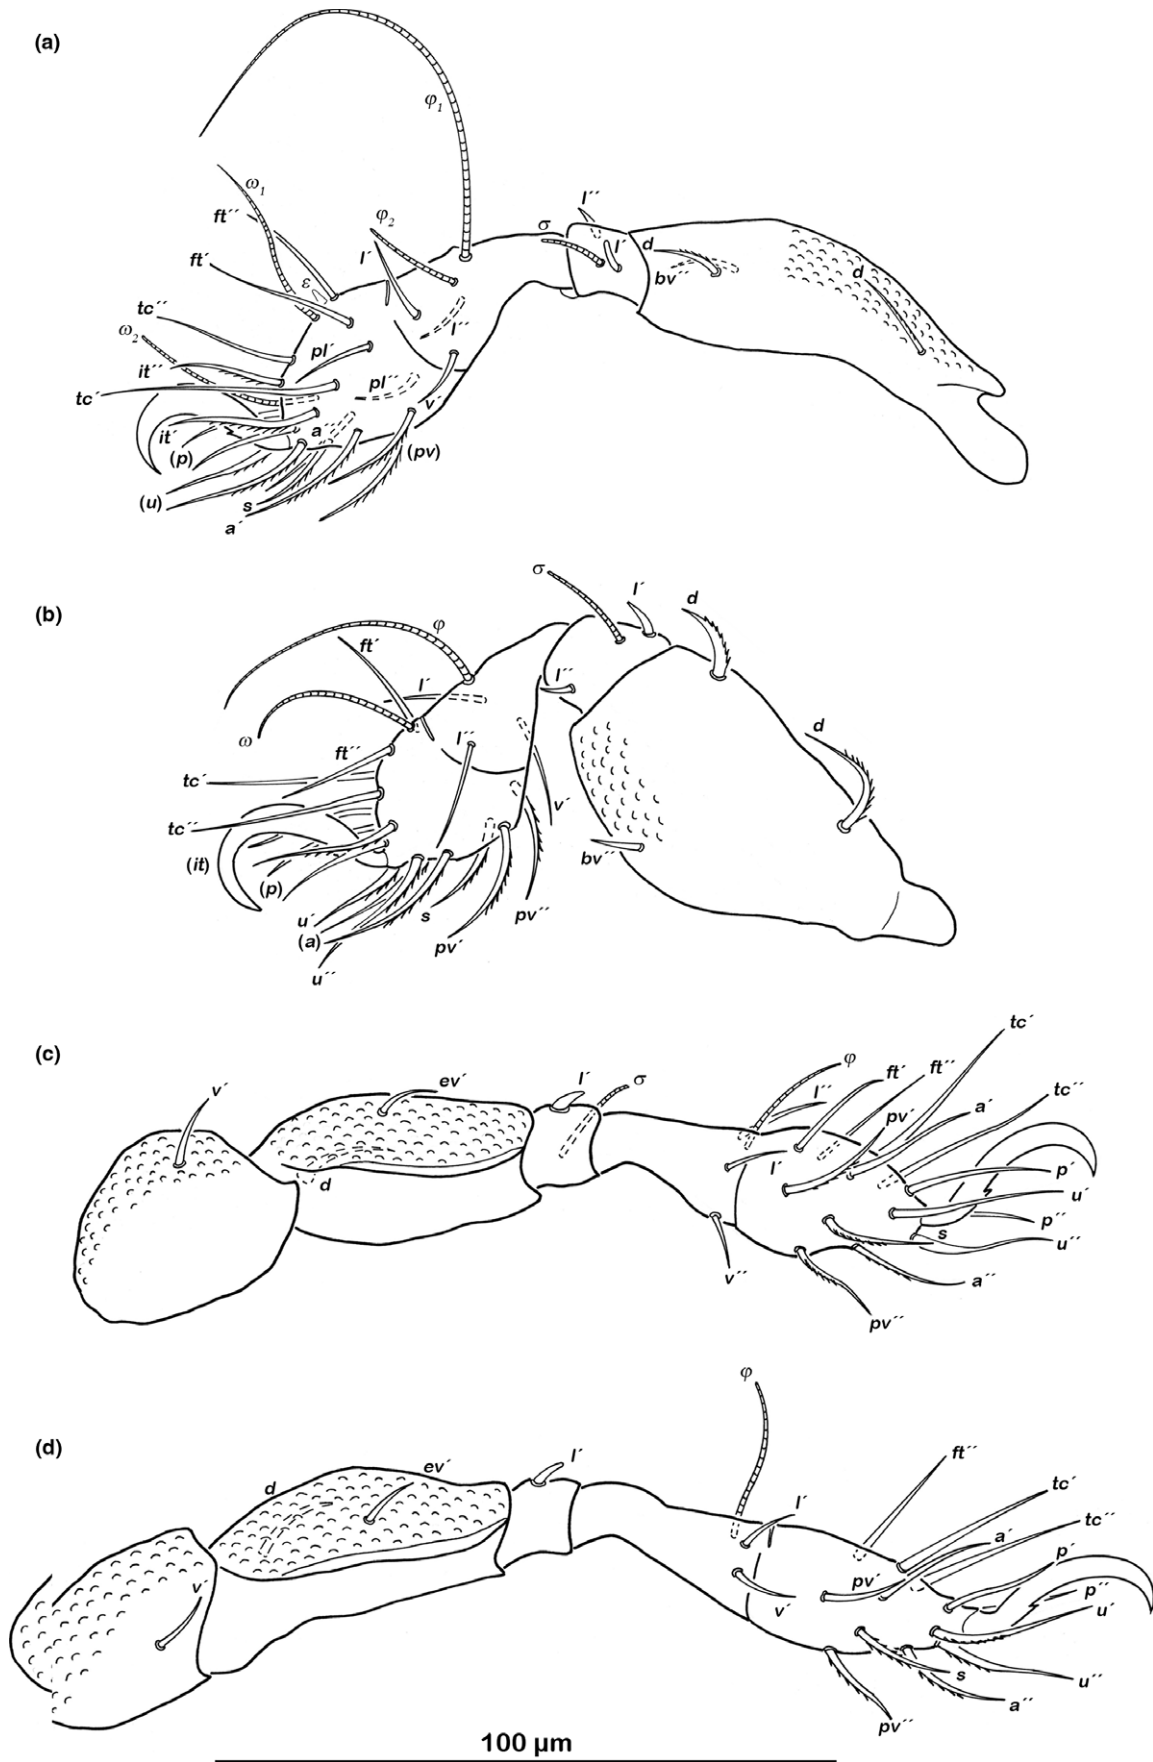 (a)
φ1
ω1
l´´
ft´´
φ2
σ
l´
d
l´
ft´
ε
bv´´
d
tc´´
ω2
l´´
pl´
it´´
pl´´
tc´
v´
it´
a´´
(p)
(pv)
(u)
s
a´
(b)
σ
l´
d
φ
ft´
l´
l´´
d
ω
l´´
ft´´
tc´
v´
tc´´
(it)
bv´´
(p)
u´
s
pv´´
(a)
pv´
u´´
(c)
tc´
φ
ft´
ft´´
v´
ev´
l´
σ
l´´
pv´
a´
tc´´
l´
p´
d
u´
p´´
s
u´´
v´´
a´´
pv´´
(d)
φ
ft´´
l´
ev´
d
tc´
l´
tc´´
a´
p´
v´
pv´
p´´
v´
u´
s
u´´
a´´
pv´´
100 µm